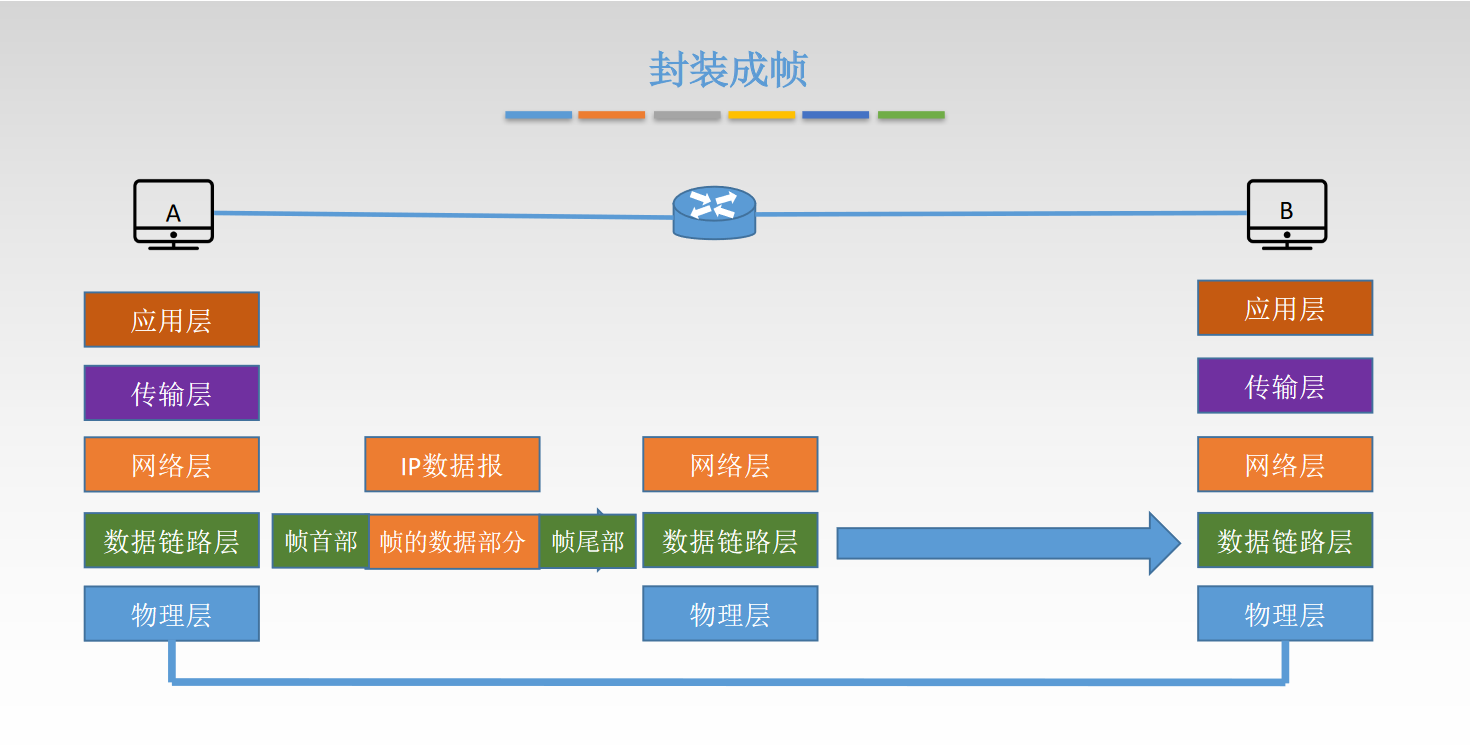 封装成帧
A
B
应用层
应用层
传输层
传输层
网络层
IP数据报
网络层
网络层
数据链路层
帧首部
帧的数据部分
帧尾部
数据链路层
数据链路层
物理层
物理层
物理层